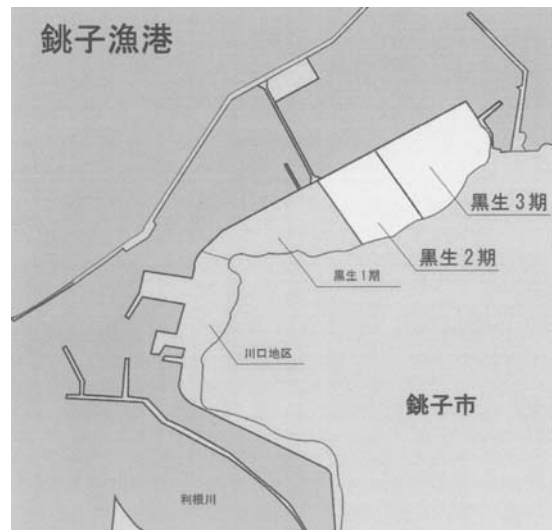 銚子漁港
黒生3期
黒生2期
黒生1期
川口地区
銚子市
利根川